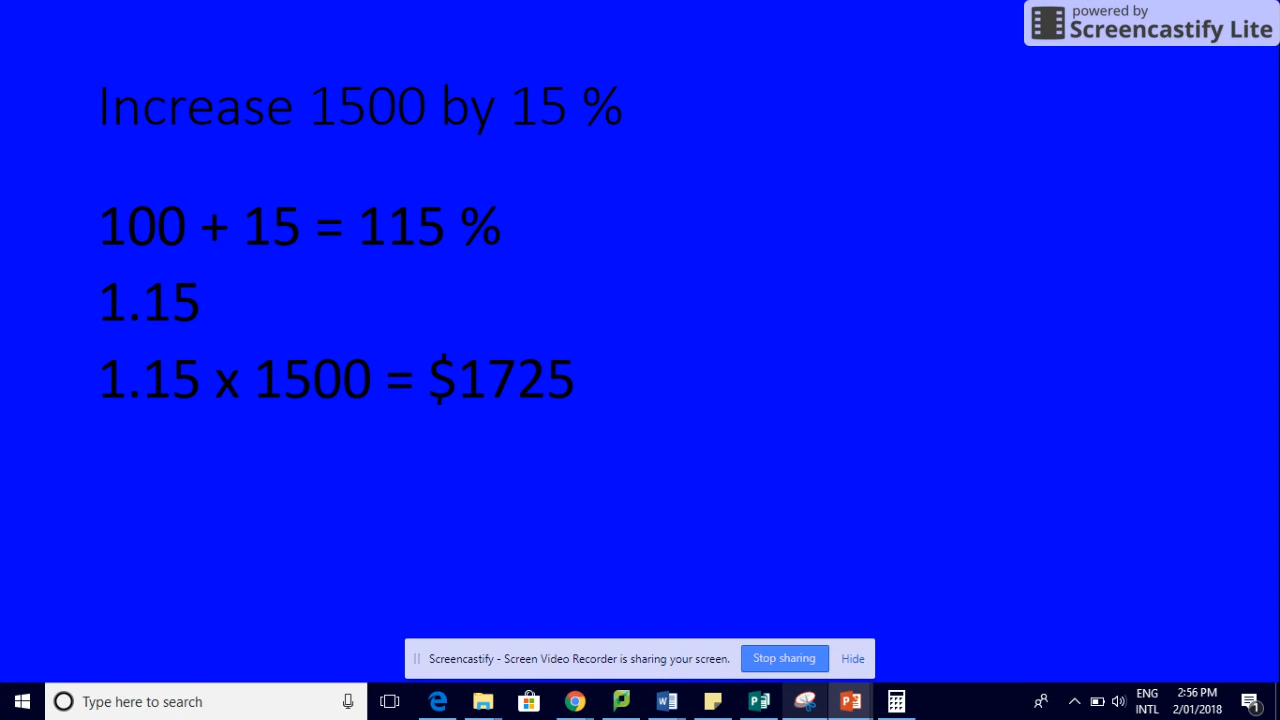 powered by
Screencastify Lite
Increase 1500 by 15 %
100 + 15 = 115 %
1.15
1.15 x 1500 = $1725
Screencastify - Screen Video Recorder is sharing your screen. Stop sharing Hide
Type here to search
ENG
INTL
2:56 PM
2/01/2018
1